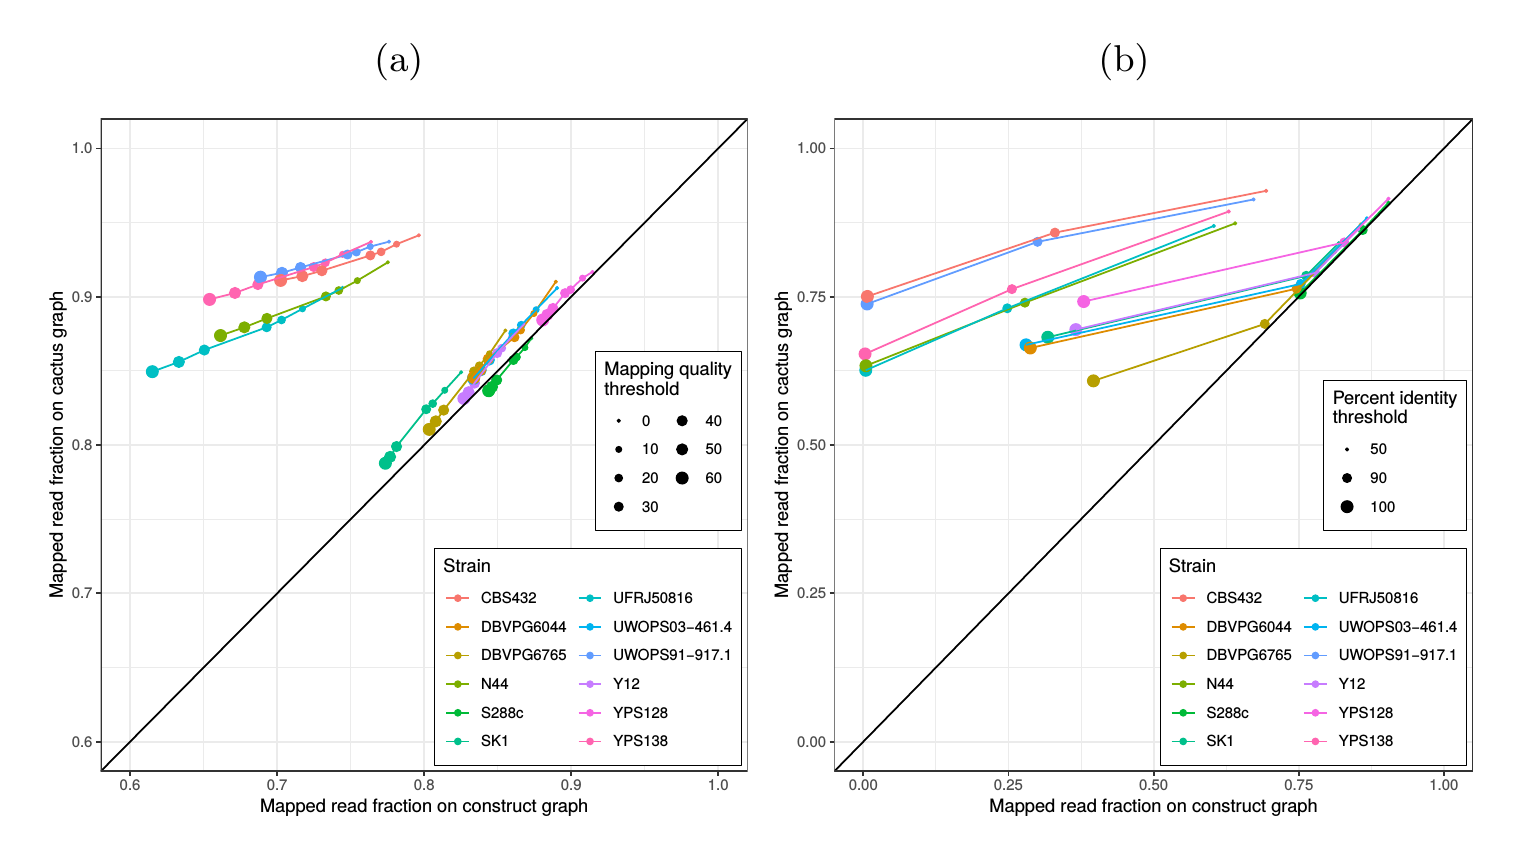 (a)
(b)
1.0
0.9
0.8
0.7
0.6
Mapped read fraction on cactus graph
0.6
0.7
0.8
0.9
1.0
Mapped read fraction on construct graph
Mapping quality
threshold
0
10
20
30
40
50
60
Strain
CBS432
DBVPG6044
DBVPG6765
N44
S288c
SK1
UFRJ50816
UWOPS03−461.4
UWOPS91−917.1
Y12
YPS128
YPS138
1.00
0.75
0.50
0.25
0.00
Mapped read fraction on cactus graph
0.00
0.25
0.50
0.75
1.00
Mapped read fraction on construct graph
Percent identity
threshold
50
90
100
Strain
CBS432
DBVPG6044
DBVPG6765
N44
S288c
SK1
UFRJ50816
UWOPS03−461.4
UWOPS91−917.1
Y12
YPS128
YPS138